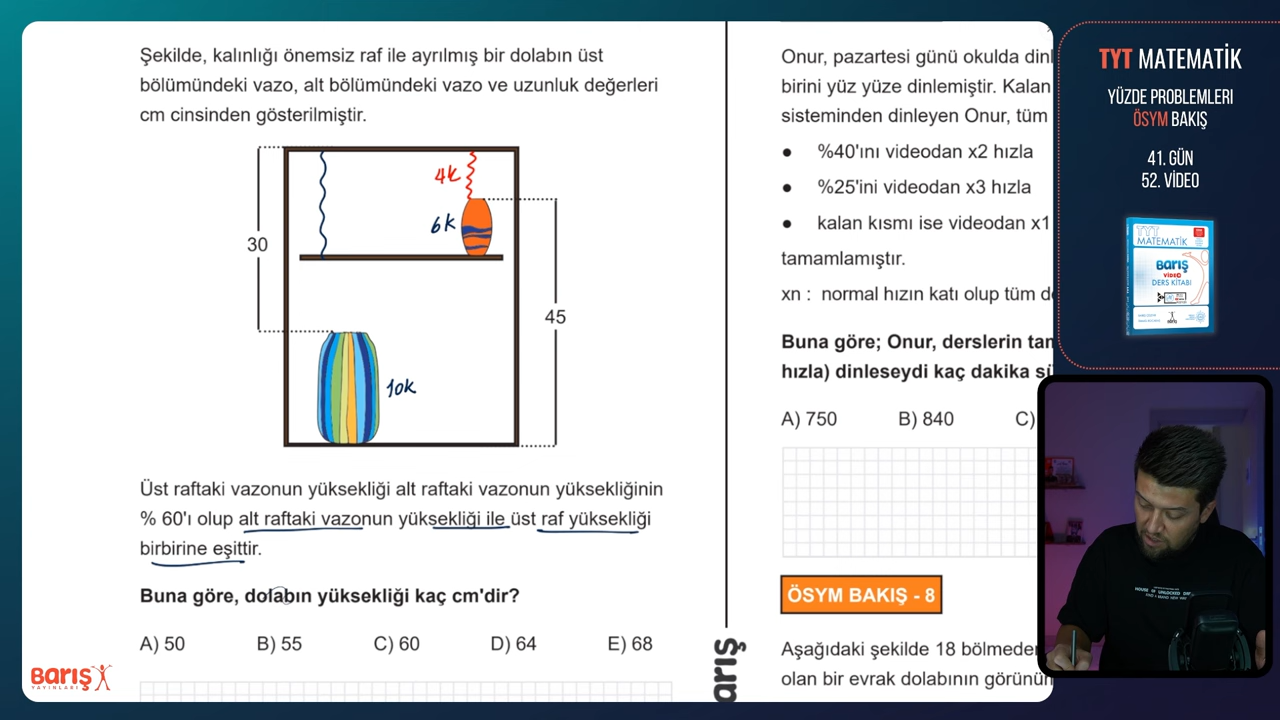 Şekilde, kalınlığı önemsiz raf ile ayrılmış bir dolabın üst
bölümündeki vazo, alt bölümündeki vazo ve uzunluk değerleri
cm cinsinden gösterilmiştir.
4k
6k
30
45
10k
Üst raftaki vazonun yüksekliği alt raftaki vazonun yüksekliğinin
% 60'ı olup alt raftaki vazonun yüksekliği ile üst raf yüksekliği
birbirine eşittir.
Buna göre, dolabın yüksekliği kaç cm'dir?
A) 50 B) 55 C) 60 D) 64 E) 68
BARIŞ
YAYINLARI
arış
Onur, pazartesi günü okulda din
birini yüz yüze dinlemiştir. Kalan
sisteminden dinleyen Onur, tüm
● %40'ını videodan x2 hızla
● %25'ini videodan x3 hızla
● kalan kısmı ise videodan x1
tamamlamıştır.
xn : normal hızın katı olup tüm d
Buna göre; Onur, derslerin tam
hızla) dinleseydi kaç dakika sü
A) 750 B) 840 C)
ÖSYM BAKIŞ - 8
Aşağıdaki şekilde 18 bölmeden
olan bir evrak dolabının görünün
TYT MATEMATİK
YÜZDE PROBLEMLERI
ÖSYM BAKIŞ
41. GÜN
52. VİDEO
TYT
MATEMATİK
BARIŞ
VİDEO
DERS KİTABI